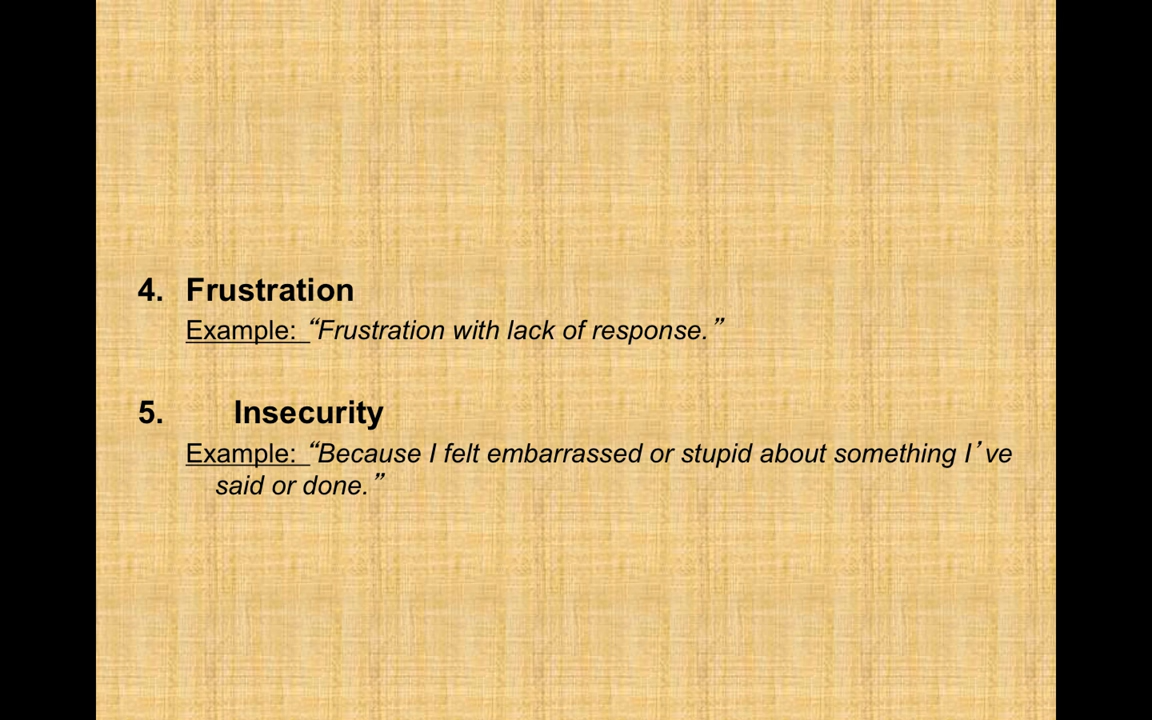 4. Frustration
Example: “Frustration with lack of response.”
5. Insecurity
Example: “Because I felt embarrassed or stupid about something I’ve
said or done.”